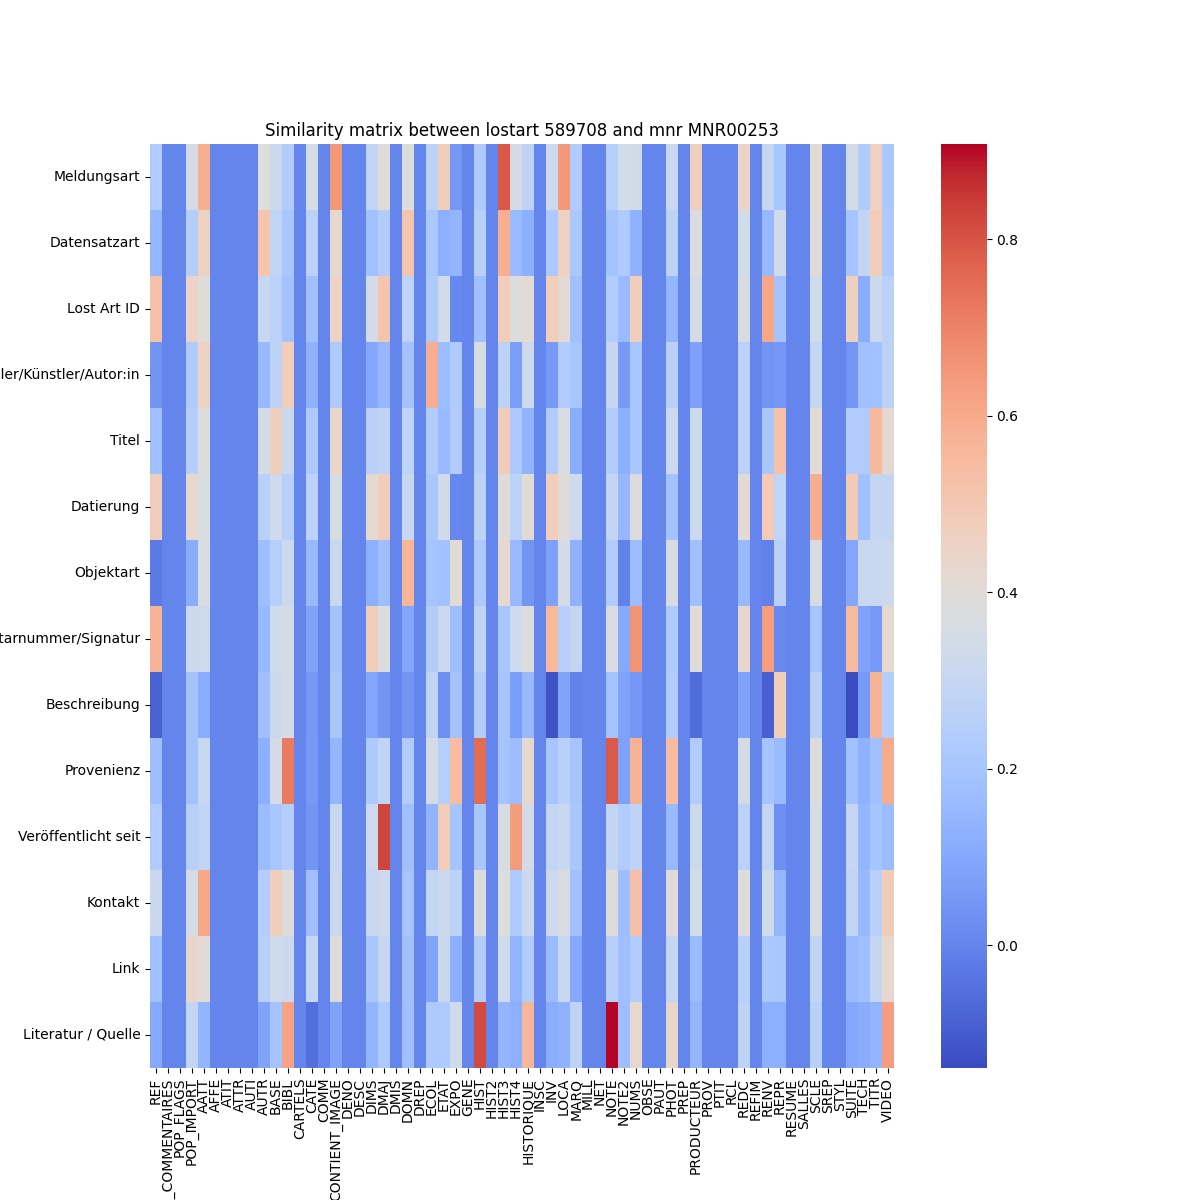 Similarity matrix between lostart 589708 and mnr MNR00253
Meldungsart
Datensatzart
Lost Art ID
ler/Künstler/Autor:in
Titel
Datierung
Objektart
tarnummer/Signatur
Beschreibung
Provenienz
Veröffentlicht seit
Kontakt
Link
Literatur / Quelle
REF
_COMMENTAIRES
POP_FLAGS
POP_IMPORT
AATT
AFFE
ATIT
ATTR
AUTI
AUTR
BASE
BIBL
CARTELS
CATE
COMM
CONTIENT_IMAGE
DENO
DESC
DIMS
DMAJ
DMIS
DOMN
DREP
ECOL
ETAT
EXPO
GENE
HIST
HIST2
HIST3
HIST4
HISTORIQUE
INSC
INV
LOCA
MARQ
MILL
NET
NOTE
NOTE2
NUMS
OBSE
PAUT
PHOT
PREP
PRODUCTEUR
PROV
PTIT
RCL
REDC
REFIM
RENV
REPR
RESUME
SALLES
SCLE
SREP
STYL
SUITE
TECH
TITR
VIDEO
0.8
0.6
0.4
0.2
0.0